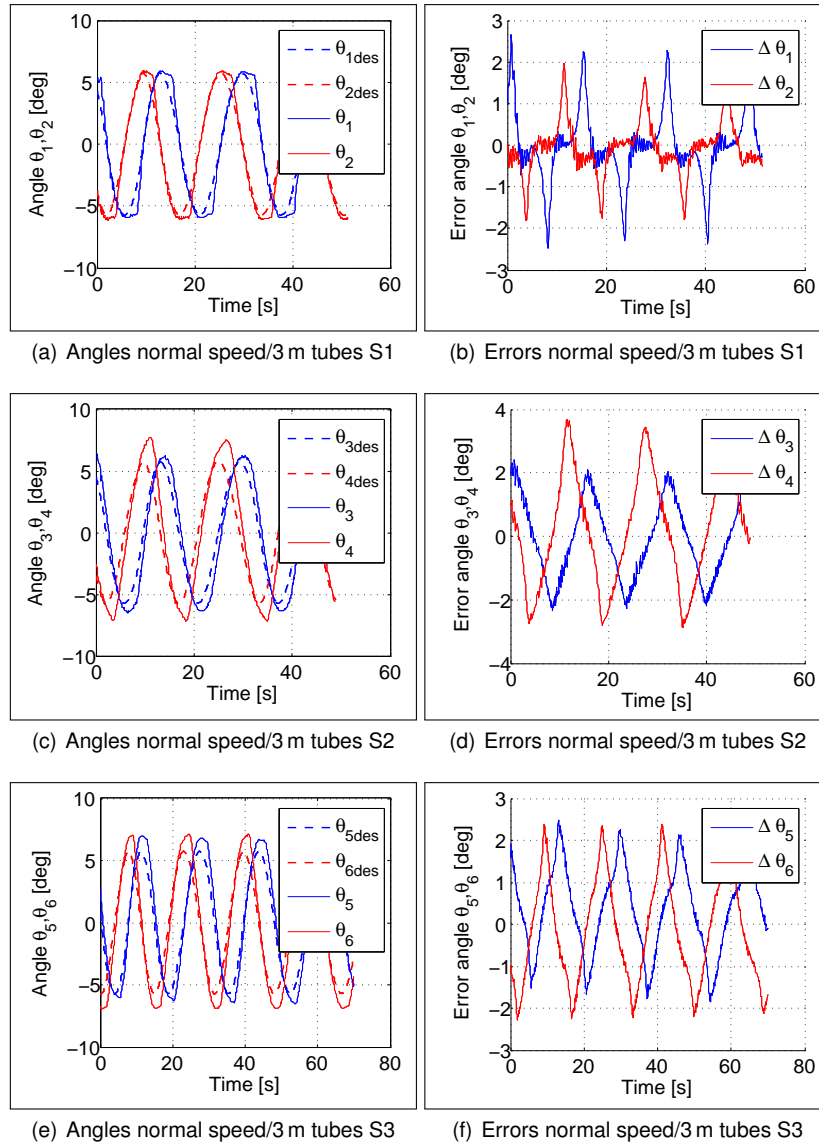 10
5
0
−5
−10
0
20
40
60
Time [s]
Angle θ1,θ2 [deg]
θ1des
θ2des
θ1
θ2
3
2
1
0
−1
−2
3
0
20
40
60
Time [s]
Error angle θ1,θ2 [deg]
Δ θ1
Δ θ2
(a) Angles normal speed/3 m tubes S1
(b) Errors normal speed/3 m tubes S1
10
5
0
−5
−10
0
20
40
60
Time [s]
Angle θ3,θ4 [deg]
θ3des
θ4des
θ3
θ4
4
2
0
−2
−4
0
20
40
60
Time [s]
Error angle θ3,θ4 [deg]
Δ θ3
Δ θ4
(c) Angles normal speed/3 m tubes S2
(d) Errors normal speed/3 m tubes S2
10
5
0
−5
−10
0
20
40
60
80
Time [s]
Angle θ5,θ6 [deg]
θ5des
θ6des
θ5
θ6
3
2
1
0
−1
−2
−3
0
20
40
60
80
Time [s]
Error angle θ5,θ6 [deg]
Δ θ5
Δ θ6
(e) Angles normal speed/3 m tubes S3
(f) Errors normal speed/3 m tubes S3